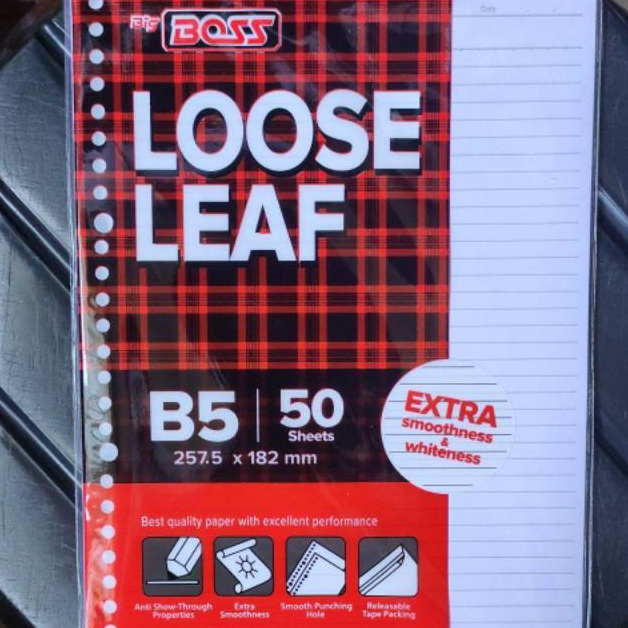 Big BOSS
Date
LOOSE
LEAF
B5 | 50
Sheets
257.5 x 182 mm
EXTRA
smoothness
&
whiteness
Best quality paper with excellent performance
Anti Show-Through
Properties
Extra
Smoothness
Smooth Punching
Hole
Releasable
Tape Packing